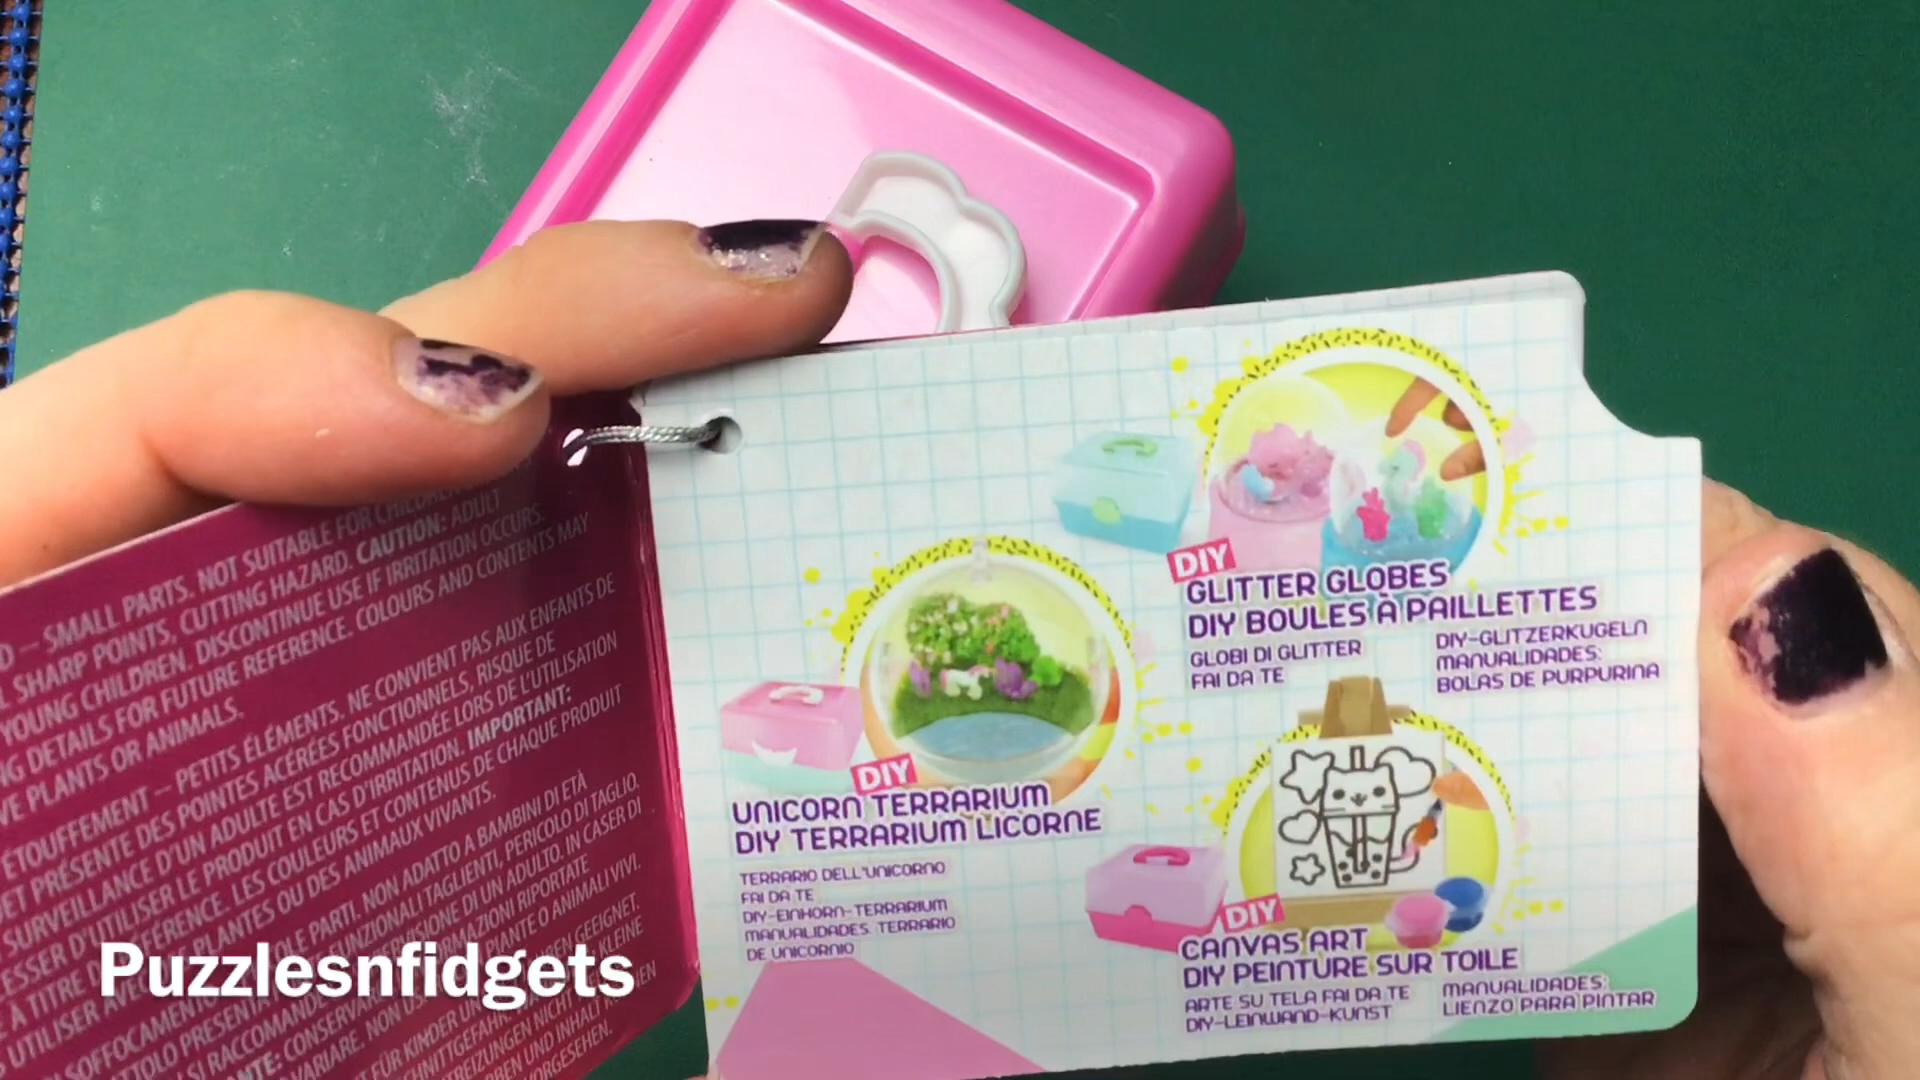 D — SMALL PARTS. NOT SUITABLE FOR CHILDREN
SHARP POINTS, CUTTING HAZARD. CAUTION: ADULT
YOUNG CHILDREN. DISCONTINUE USE IF IRRITATION OCCURS.
DETAILS FOR FUTURE REFERENCE. COLOURS AND CONTENTS MAY
PLANTS OR ANIMALS.
ÉTOUFFEMENT — PETITS ÉLÉMENTS. NE CONVIENT PAS AUX ENFANTS DE
PRÉSENTE DES POINTES ACÉRÉES FONCTIONNELS, RISQUE DE
SURVEILLANCE D'UN ADULTE EST RECOMMANDÉE LORS DE L'UTILISATION
D'UTILISER LE PRODUIT EN CAS D'IRRITATION. IMPORTANT:
LES COULEURS ET CONTENUS DE CHAQUE PRODUIT
PLANTES OU DES ANIMAUX VIVANTS.
PARTI. NON ADATTO A BAMBINI DI ETÀ
FUNZIONALI TAGLIENTI, PERICOLO DI TAGLIO.
DI UN ADULTO. IN CASER DI
RIPORTATE
PIANTE O ANIMALI VIVI.
GEEIGNET.
KLEINE
VORGESEHEN.
DIY
GLITTER GLOBES
DIY BOULES À PAILLETTES
GLOBI DI GLITTER
FAI DA TE
DIY-GLITZERKUGELN
MANUALIDADES:
BOLAS DE PURPURINA
DIY
UNICORN TERRARIUM
DIY TERRARIUM LICORNE
TERRARIO DELL'UNICORNO
FAI DA TE
DIY-EINHORN-TERRARIUM
MANUALIDADES. TERRARIO
DE UNICORNIO
DIY
CANVAS ART
DIY PEINTURE SUR TOILE
ARTE SU TELA FAI DA TE
DIY-LEINWAND-KUNST
MANUALIDADES:
LIENZO PARA PINTAR
Puzzlesnfidgets